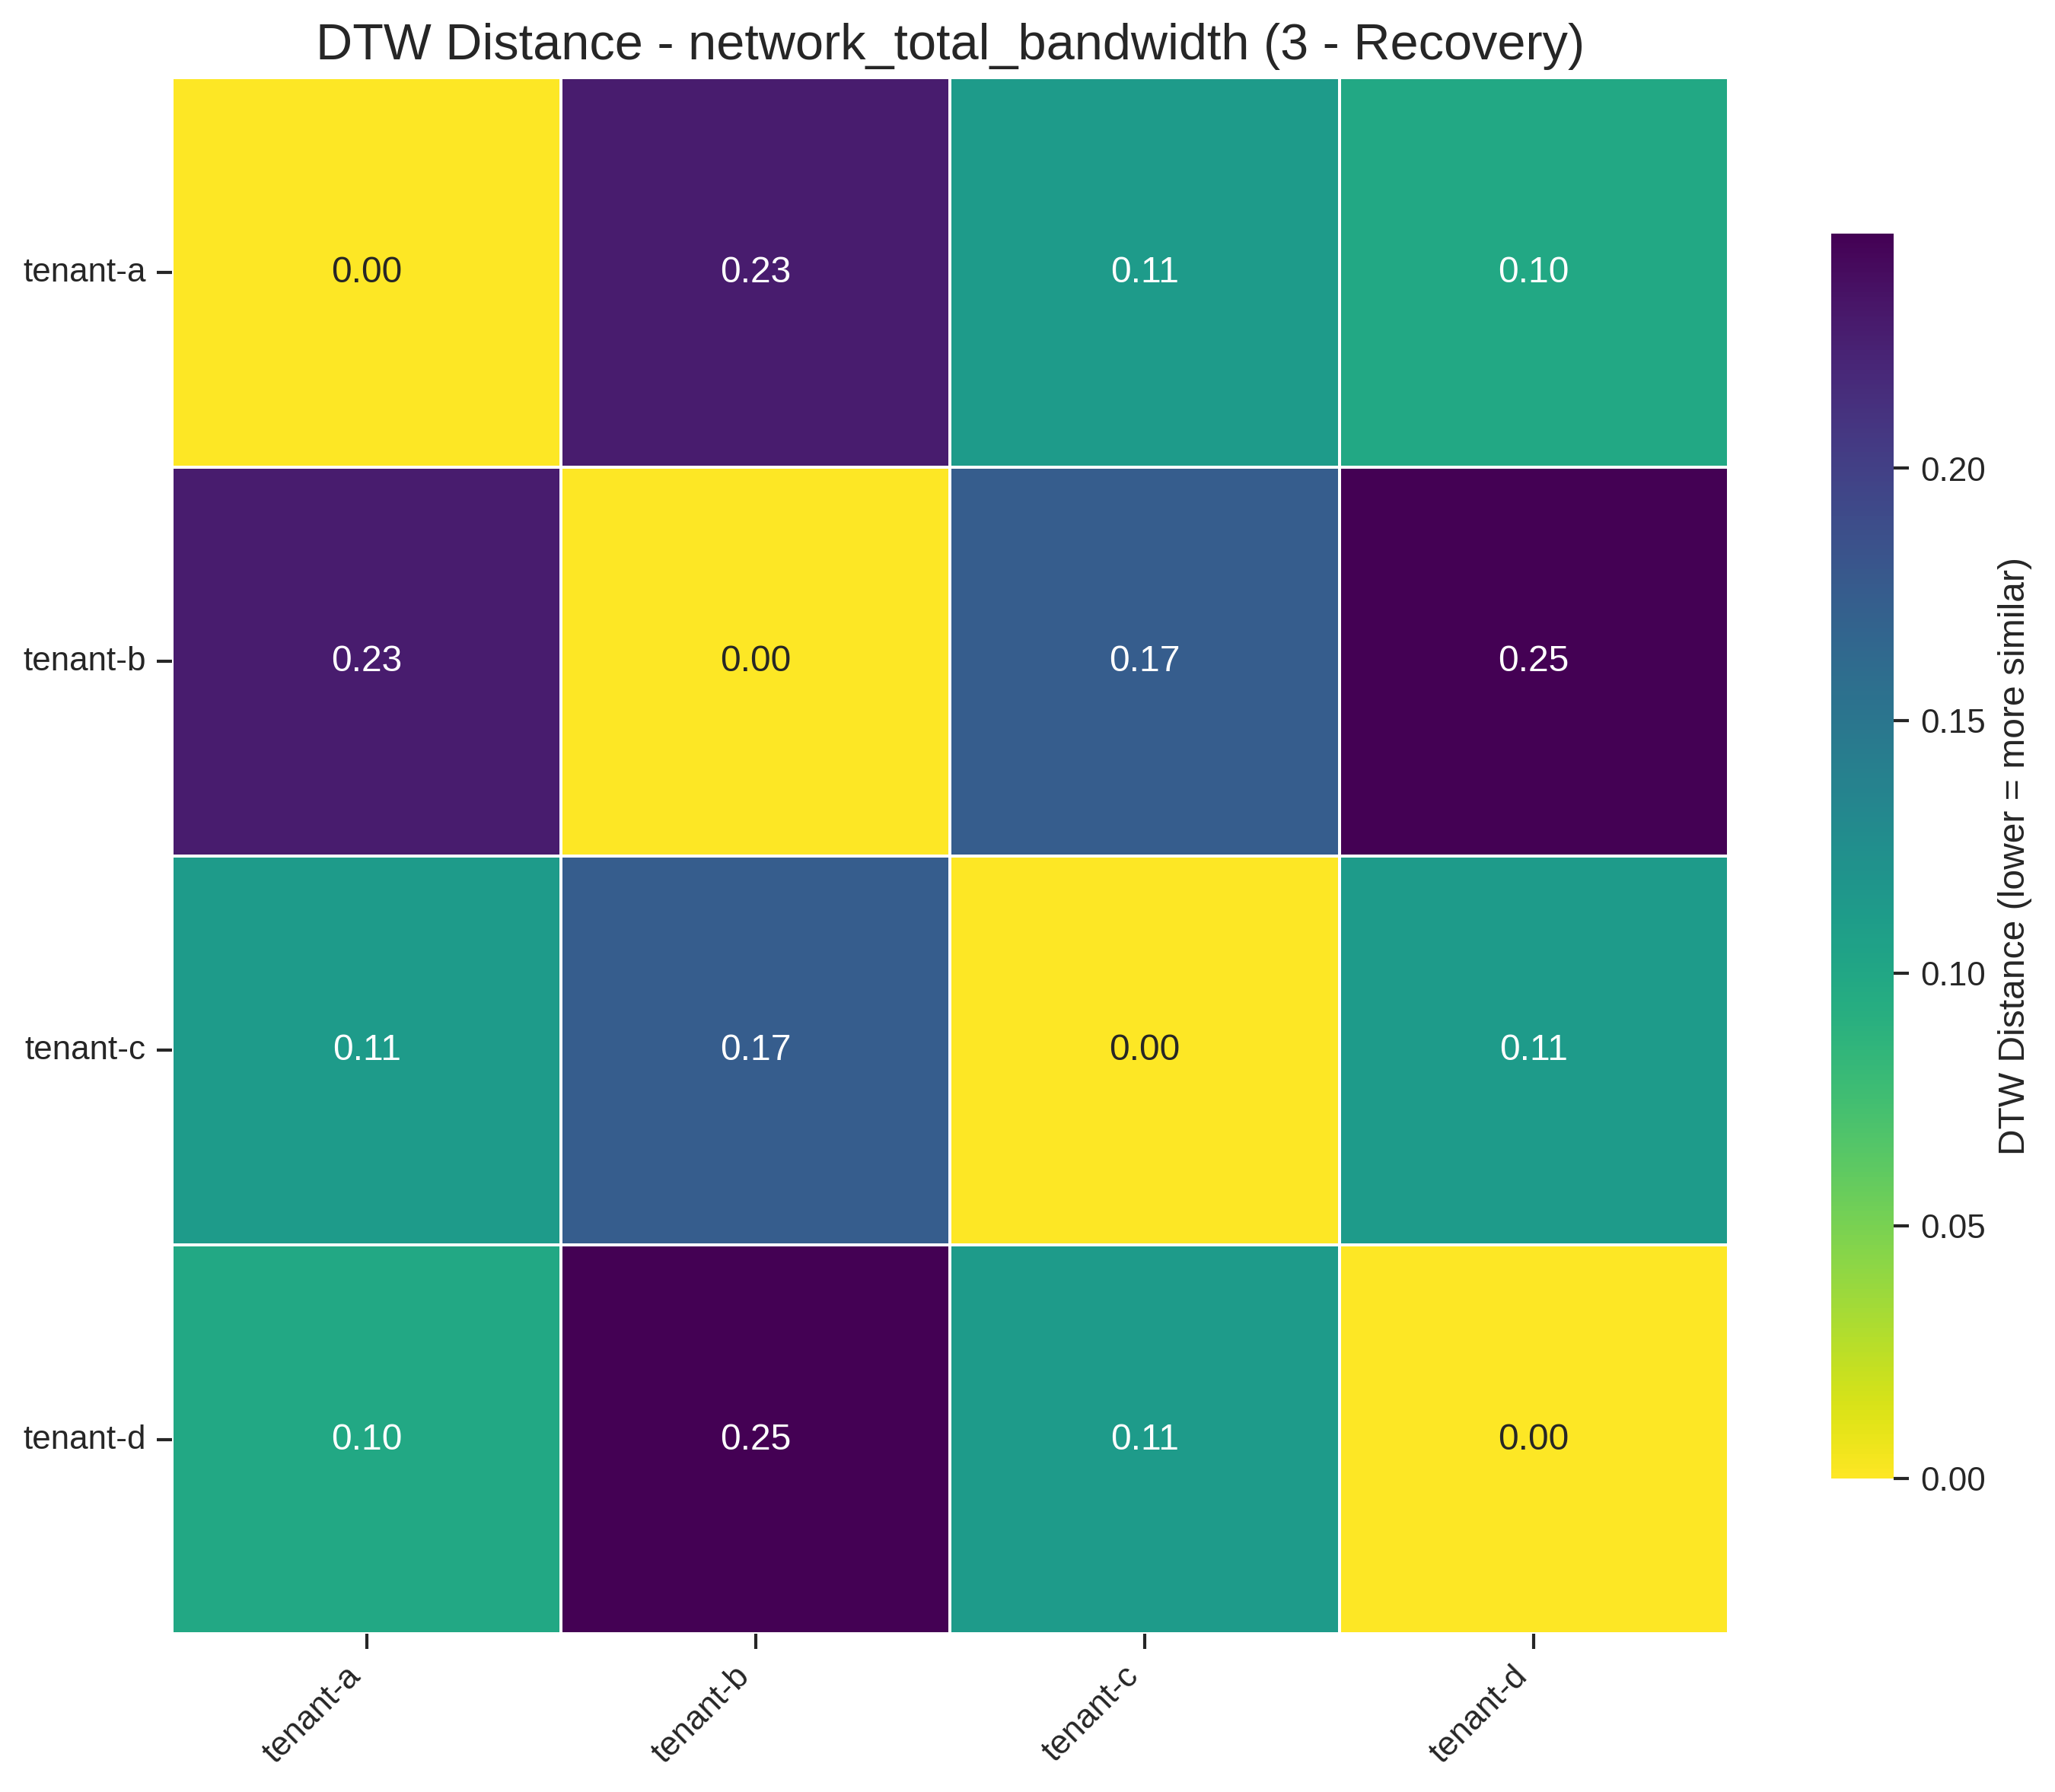 DTW Distance - network_total_bandwidth (3 - Recovery)
tenant-a 0.00 0.23 0.11 0.10
tenant-b 0.23 0.00 0.17 0.25
tenant-c 0.11 0.17 0.00 0.11
tenant-d 0.10 0.25 0.11 0.00
tenant-a tenant-b tenant-c tenant-d
0.20
0.15
0.10
0.05
0.00
DTW Distance (lower = more similar)